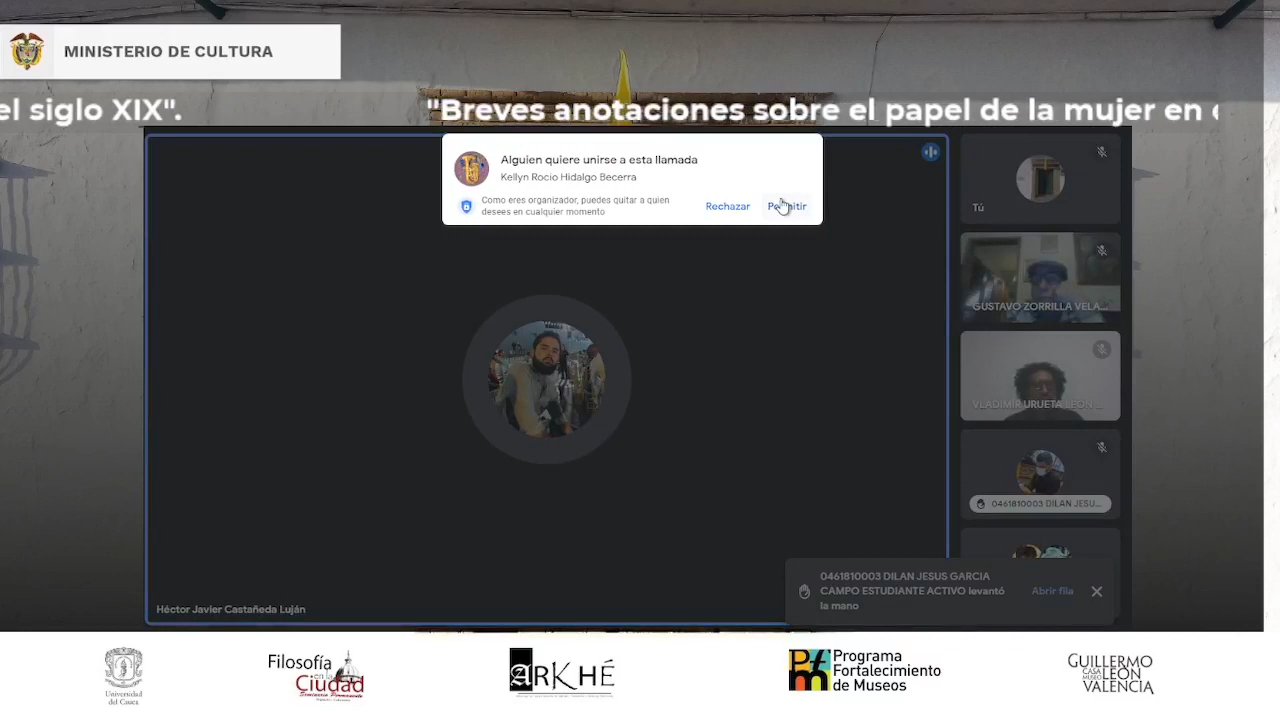 MINISTERIO DE CULTURA
el siglo XIX". "Breves anotaciones sobre el papel de la mujer en
Alguien quiere unirse a esta llamada
Kellyn Rocio Hidalgo Becerra
Como eres organizador, puedes quitar a quien
desees en cualquier momento
Rechazar
Permitir
Tú
GUSTAVO ZORRILLA VELA...
VLADIMIR URUETA LEON ...
0461810003 DILAN JESU...
0461810003 DILAN JESUS GARCIA
CAMPO ESTUDIANTE ACTIVO levantó
la mano
Abrir fila
Héctor Javier Castañeda Luján
Universidad
del Cauca
Filosofía
en la
Ciudad
ARKHÉ
Pfm
Programa
Fortalecimiento
de Museos
GUILLERMO
CASA MUSEO
LEÓN
VALENCIA